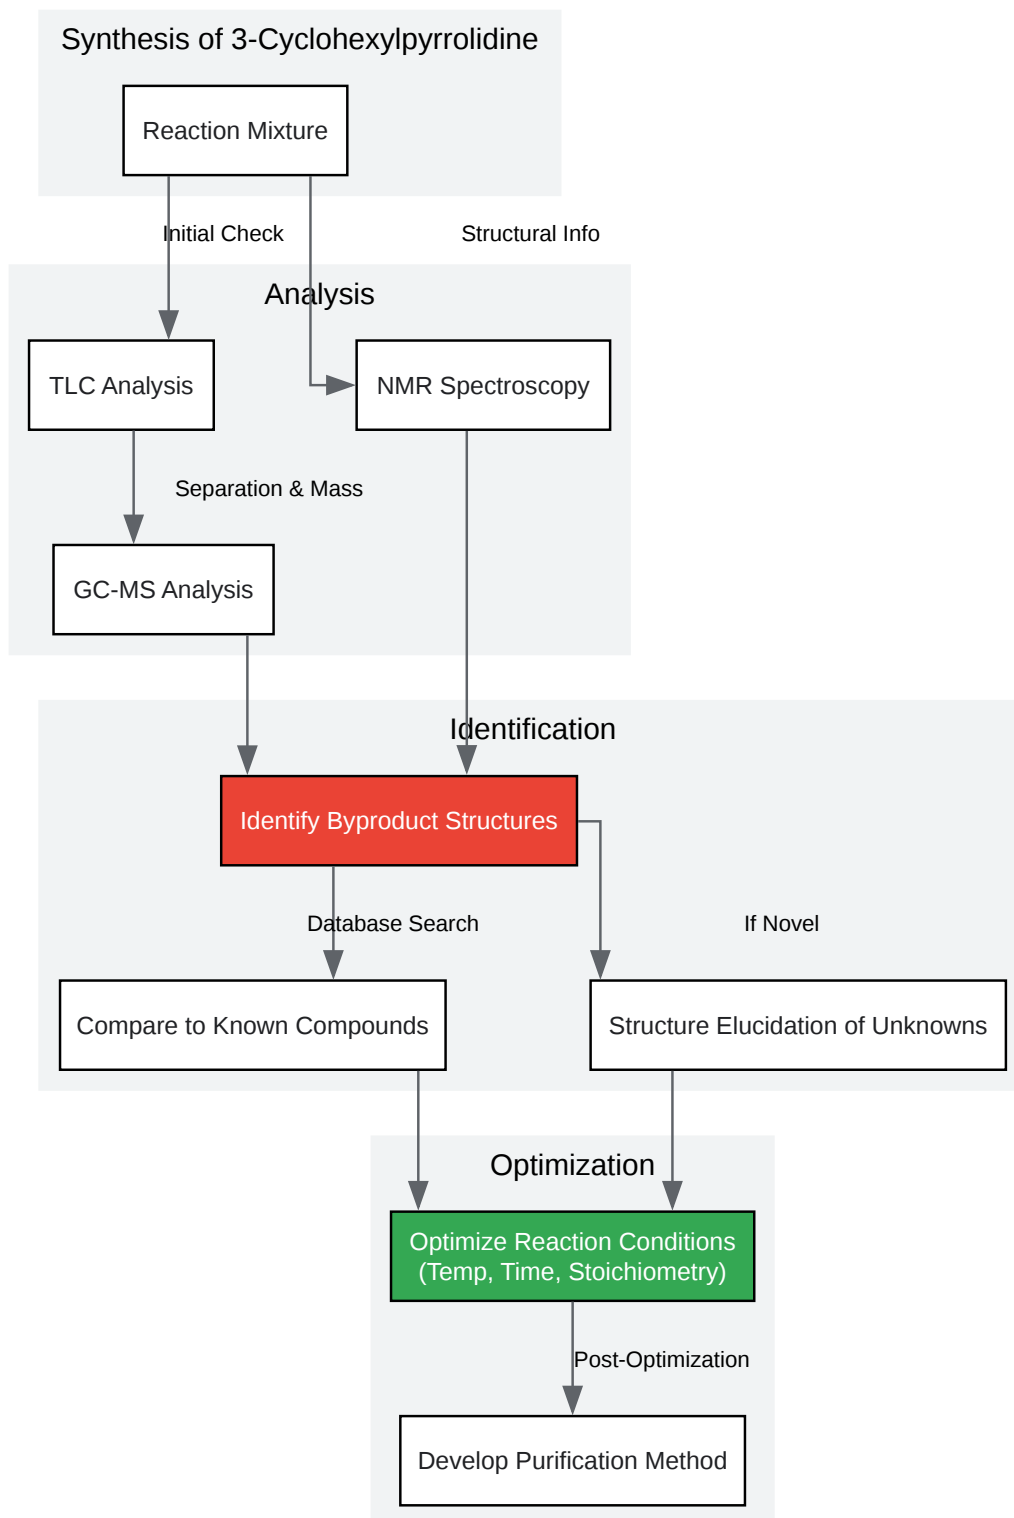 Synthesis of 3-Cyclohexylpyrrolidine
Reaction Mixture
Initial Check
Structural Info
Analysis
TLC Analysis
NMR Spectroscopy
Separation & Mass
GC-MS Analysis
Identification
Identify Byproduct Structures
Database Search
If Novel
Compare to Known Compounds
Structure Elucidation of Unknowns
Optimization
Optimize Reaction Conditions
(Temp, Time, Stoichiometry)
Post-Optimization
Develop Purification Method